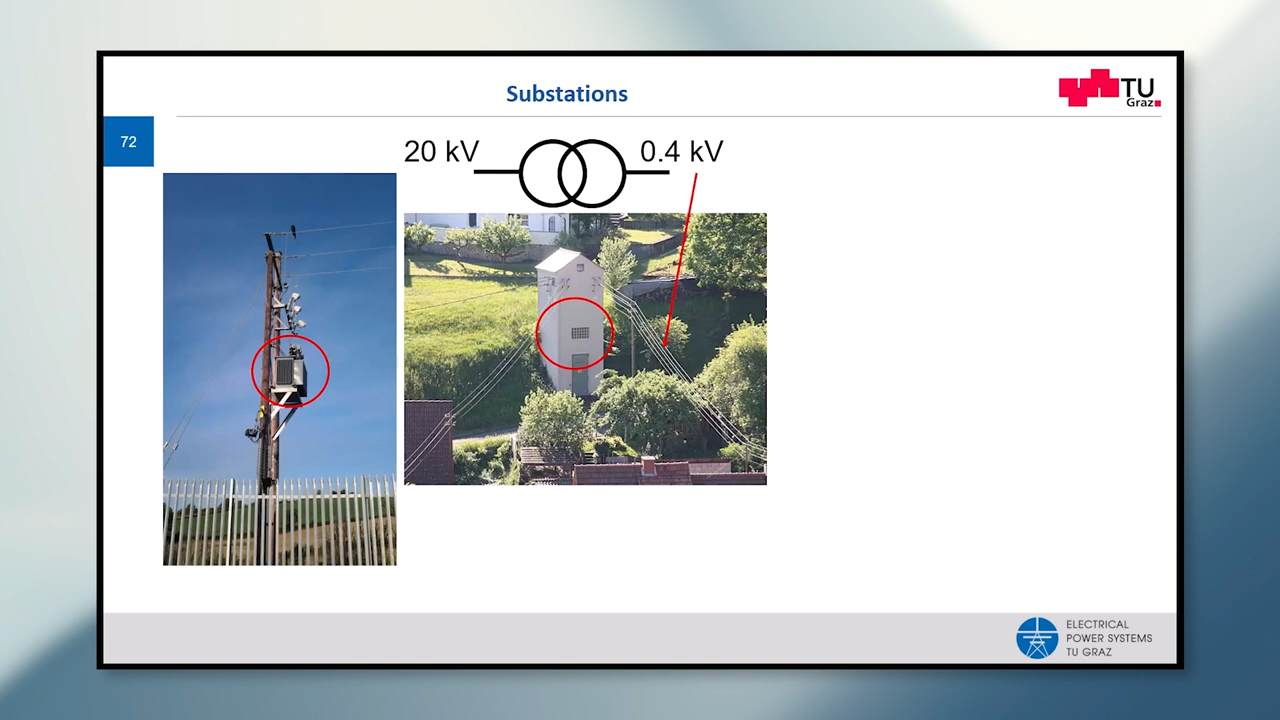 Substations
TU
Graz
72
20 kV
0.4 kV
ELECTRICAL
POWER SYSTEMS
TU GRAZ